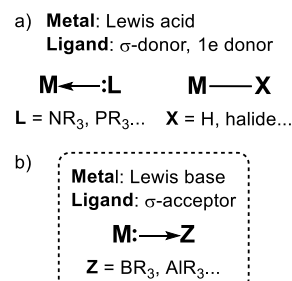 a) Metal: Lewis acid
Ligand: σ-donor, 1e donor
M←:L M—X
L = NR₃, PR₃... X = H, halide...
b)
Metal: Lewis base
Ligand: σ-acceptor
M:→Z
Z = BR₃, AlR₃...